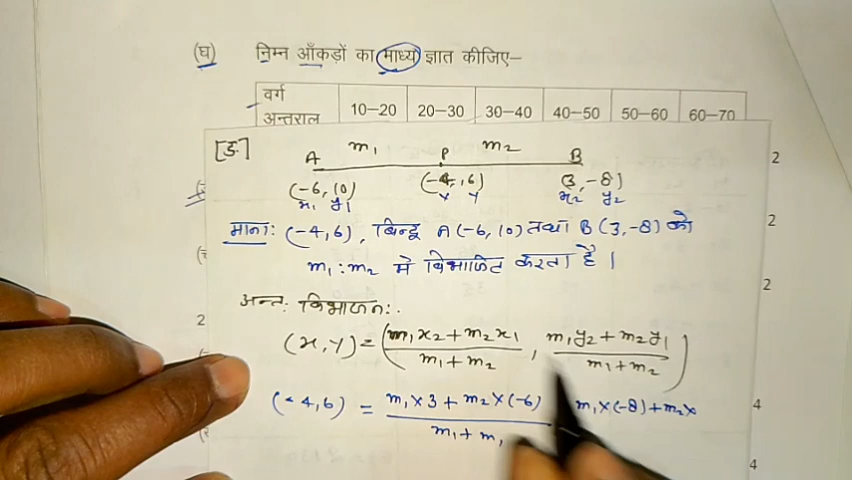 (घ) निम्न आँकड़ों का माध्य ज्ञात कीजिए–
वर्ग अन्तराल 10–20 20–30 30–40 40–50 50–60 60–70
[ङ] A m₁ P m₂ B 2
(-6, 10) (-4, 6) (3, -8)
x₁ y₁ x y x₂ y₂
माना: (-4, 6), बिन्दू A(-6, 10) तथा B(3, -8) को 2
m₁ : m₂ में विभाजित करता है। 2
अन्त: विभाजन:
2
(x, y) = (m₁x₂ + m₂x₁ / m₁ + m₂ , m₁y₂ + m₂y₁ / m₁ + m₂)
(-4, 6) = m₁×3 + m₂×(-6) / m₁ + m m₁×(-8) + m₂× 4
4